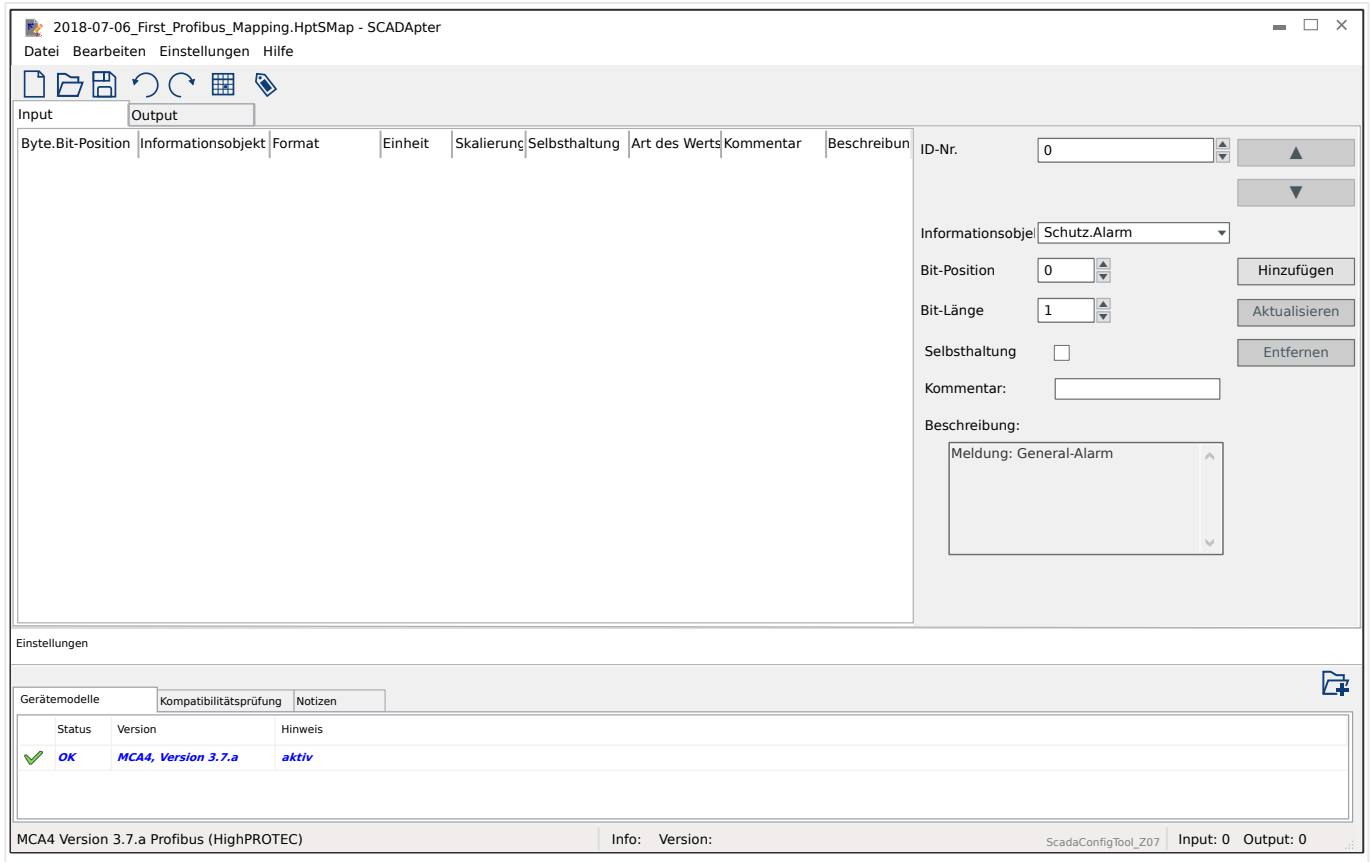 2018-07-06_First_Profibus_Mapping.HptSMap - SCADApter
Datei Bearbeiten Einstellungen Hilfe
Input Output
Byte.Bit-Position Informationsobjekt Format Einheit Skalierung Selbsthaltung Art des Werts Kommentar Beschreibun
ID-Nr. 0 ▲
▼
Informationsobje Schutz.Alarm
Bit-Position 0 Hinzufügen
Bit-Länge 1 Aktualisieren
Selbsthaltung Entfernen
Kommentar:
Beschreibung:
Meldung: General-Alarm
Einstellungen
Gerätemodelle Kompatibilitätsprüfung Notizen
Status Version Hinweis
OK MCA4, Version 3.7.a aktiv
MCA4 Version 3.7.a Profibus (HighPROTEC) Info: Version: ScadaConfigTool_Z07 Input: 0 Output: 0